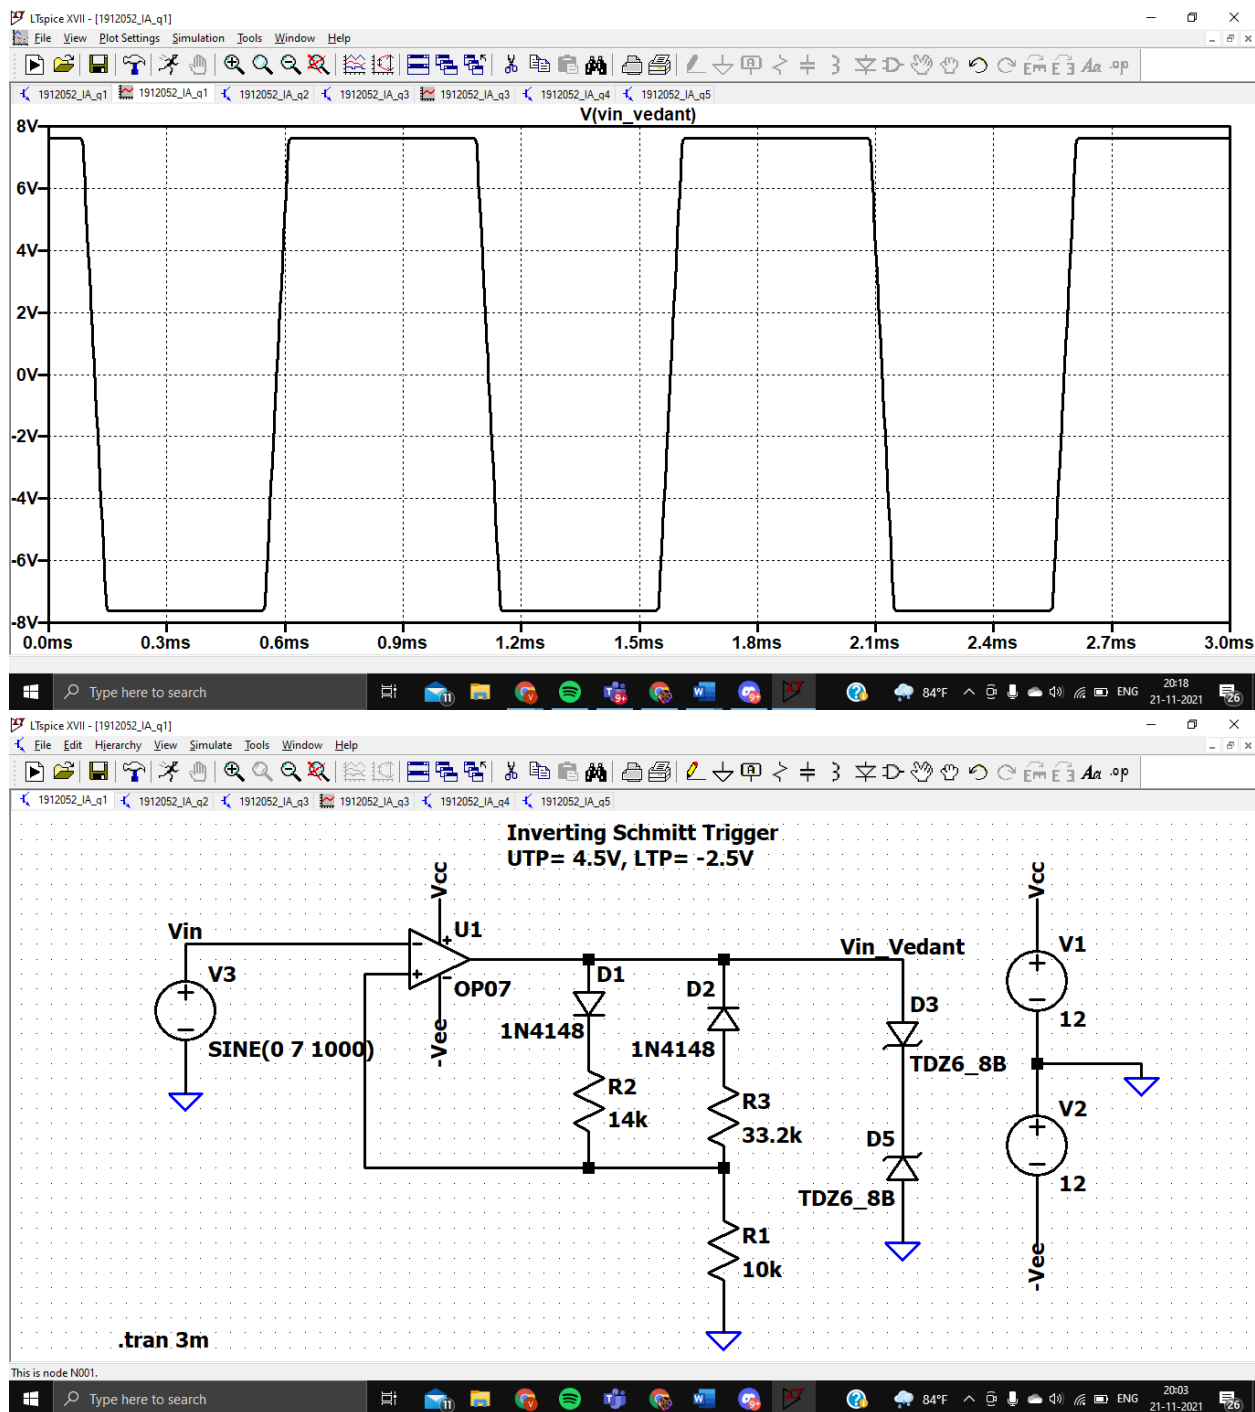 LTspice XVII - [1912052_IA_q1]
File View Plot Settings Simulation Tools Window Help
1912052_IA_q1 1912052_IA_q1 1912052_IA_q2 1912052_IA_q3 1912052_IA_q3 1912052_IA_q4 1912052_IA_q5
V(vin_vedant)
8V
6V
4V
2V
0V
-2V
-4V
-6V
-8V
0.0ms 0.3ms 0.6ms 0.9ms 1.2ms 1.5ms 1.8ms 2.1ms 2.4ms 2.7ms 3.0ms
Type here to search
84°F
ENG
20:18
21-11-2021
26
LTspice XVII - [1912052_IA_q1]
File Edit Hierarchy View Simulate Tools Window Help
1912052_IA_q1 1912052_IA_q2 1912052_IA_q3 1912052_IA_q3 1912052_IA_q4 1912052_IA_q5
Inverting Schmitt Trigger
UTP= 4.5V, LTP= -2.5V
Vcc
Vcc
Vin
U1
Vin_Vedant
V1
V3
OP07
D1
D2
D3
12
SINE(0 7 1000)
-Vee
1N4148
1N4148
TDZ6_8B
R2
14k
R3
33.2k
V2
D5
12
TDZ6_8B
R1
10k
-Vee
.tran 3m
This is node N001.
Type here to search
84°F
ENG
20:03
21-11-2021
26